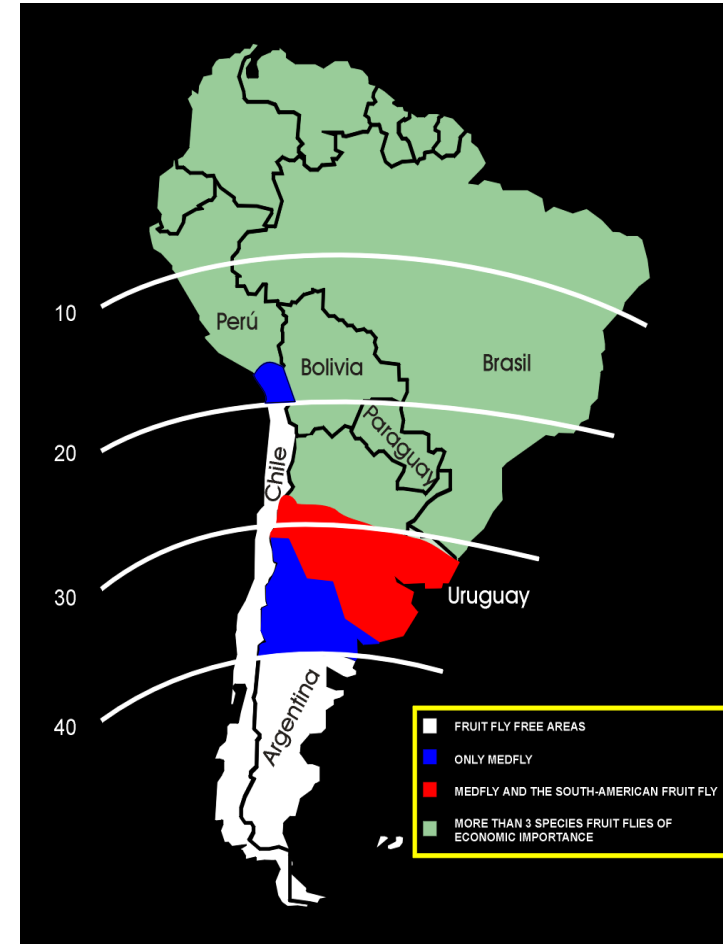 10
Perú
Bolivia
Brasil
Paraguay
20
Chile
30
Uruguay
40
Argentina
FRUIT FLY FREE AREAS
ONLY MEDFLY
MEDFLY AND THE SOUTH-AMERICAN FRUIT FLY
MORE THAN 3 SPECIES FRUIT FLIES OF
ECONOMIC IMPORTANCE